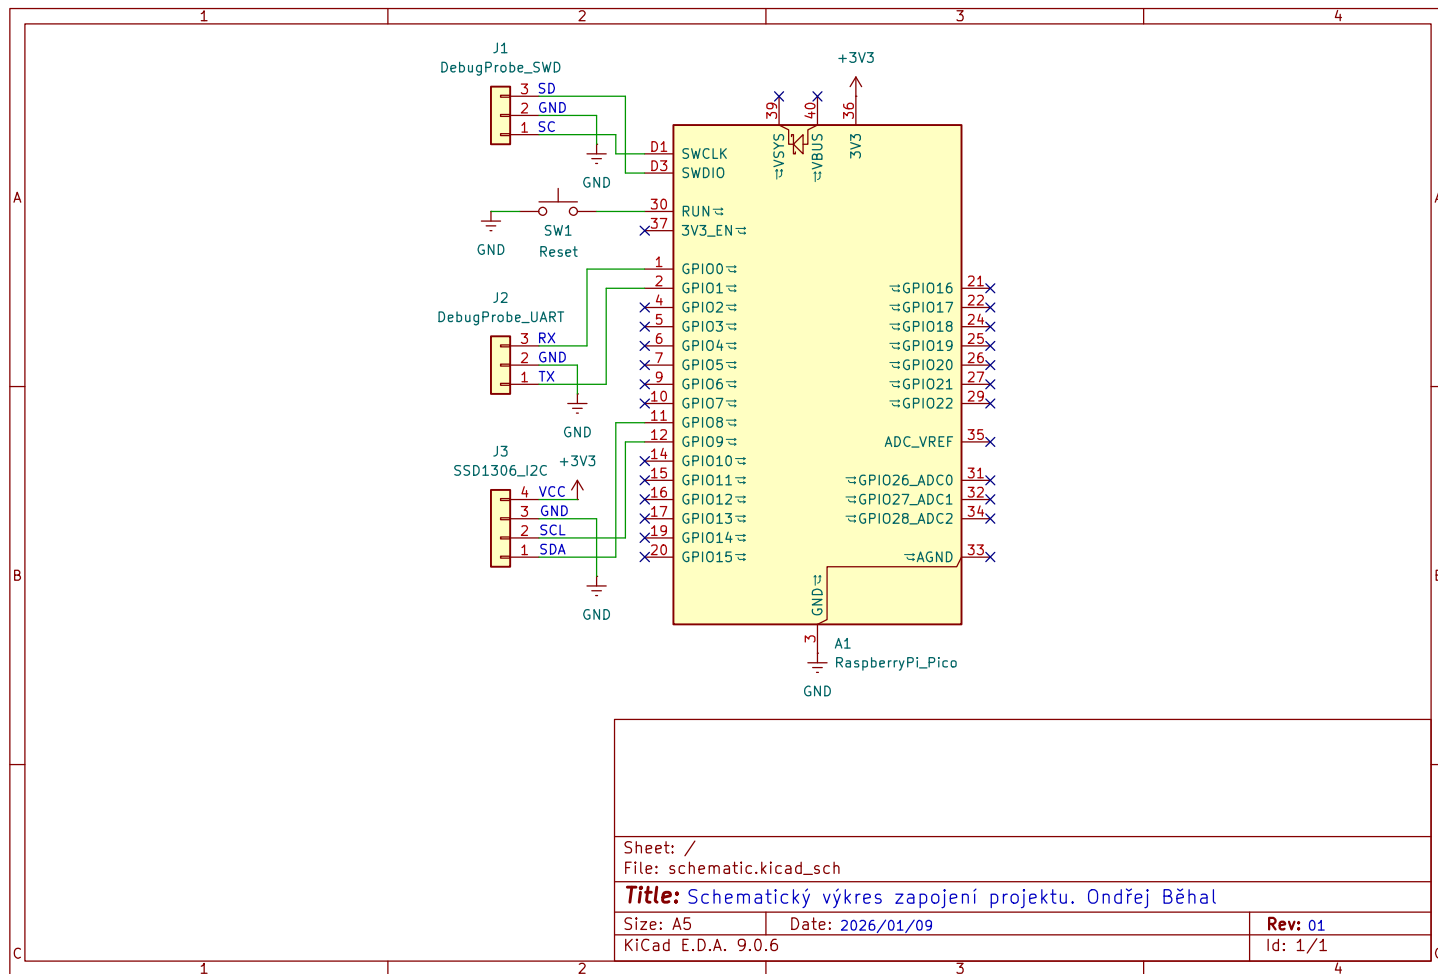 1 2 3 4
J1
DebugProbe_SWD
3 SD
2 GND
1 SC
GND
+3V3
39 40 36
⇄VSYS ⇄VBUS 3V3
D1 SWCLK
D3 SWDIO
30 RUN⇄
37 3V3_EN⇄
GND
SW1
Reset
1 GPIO0⇄
2 GPIO1⇄
4 GPIO2⇄
5 GPIO3⇄
6 GPIO4⇄
7 GPIO5⇄
9 GPIO6⇄
10 GPIO7⇄
11 GPIO8⇄
12 GPIO9⇄
14 GPIO10⇄
15 GPIO11⇄
16 GPIO12⇄
17 GPIO13⇄
19 GPIO14⇄
20 GPIO15⇄
J2
DebugProbe_UART
3 RX
2 GND
1 TX
GND
J3
SSD1306_I2C
+3V3
4 VCC
3 GND
2 SCL
1 SDA
GND
⇄GPIO16 21
⇄GPIO17 22
⇄GPIO18 24
⇄GPIO19 25
⇄GPIO20 26
⇄GPIO21 27
⇄GPIO22 29
ADC_VREF 35
⇄GPIO26_ADC0 31
⇄GPIO27_ADC1 32
⇄GPIO28_ADC2 34
⇄AGND 33
GND⇄
3
A1
RaspberryPi_Pico
GND
A
B
C
Sheet: /
File: schematic.kicad_sch
Title: Schematický výkres zapojení projektu. Ondřej Běhal
Size: A5 Date: 2026/01/09 Rev: 01
KiCad E.D.A. 9.0.6 Id: 1/1
1 2 3 4